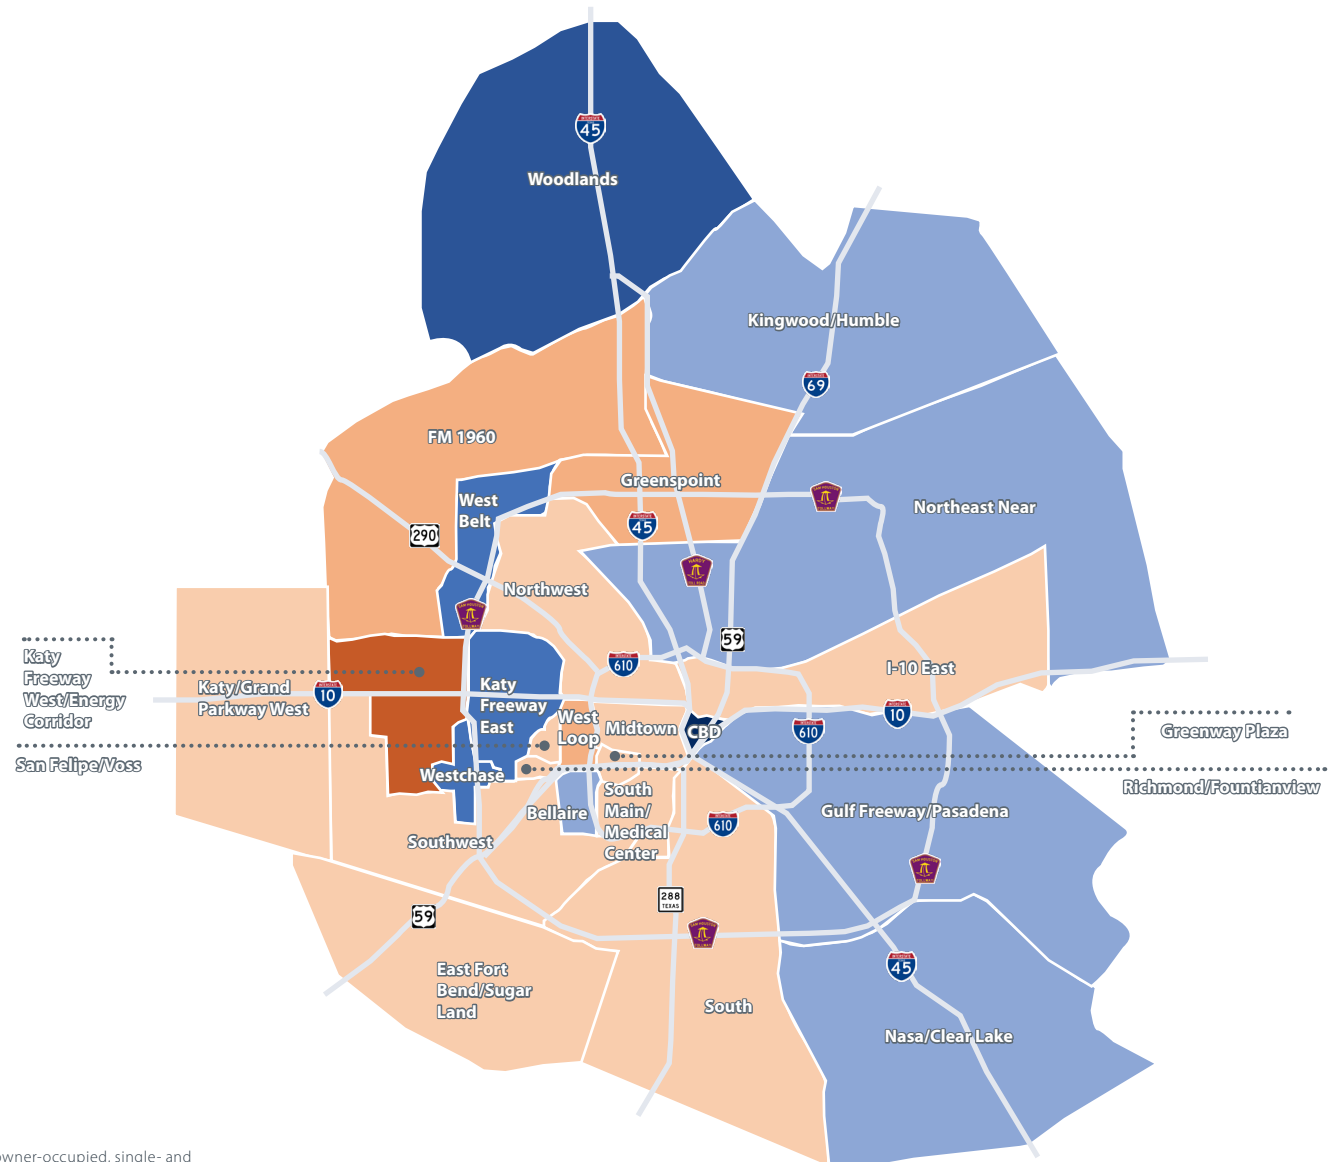 45
Woodlands
Kingwood/Humble
69
FM 1960
Greenspoint
West
Belt
Northeast Near
290
45
Northwest
59
Katy
Freeway
West/Energy
Corridor
610
I-10 East
Katy/Grand
Parkway West
10
Katy
Freeway
East
West
Loop
Midtown
CBD
610
10
Greenway Plaza
San Felipe/Voss
Westchase
Richmond/Fountianview
South
Main/
Medical
Center
Bellaire
610
Gulf Freeway/Pasadena
Southwest
288
TEXAS
59
45
East Fort
Bend/Sugar
Land
South
Nasa/Clear Lake
owner-occupied, single- and